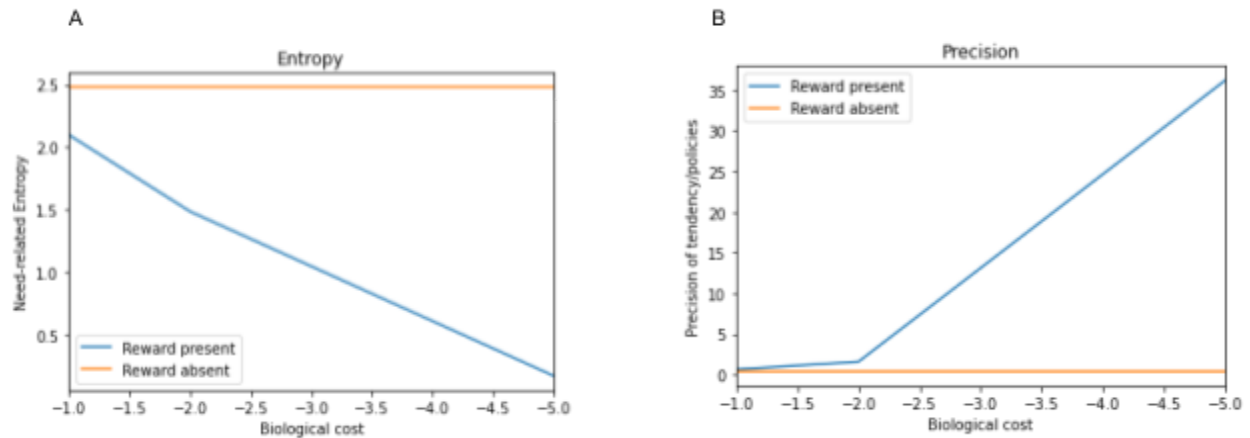 A
Entropy
Need-related Entropy
2.5
2.0
1.5
1.0
0.5
Reward present
Reward absent
−1.0 −1.5 −2.0 −2.5 −3.0 −3.5 −4.0 −4.5 −5.0
Biological cost
B
Precision
Precision of tendency/policies
35
30
25
20
15
10
5
0
Reward present
Reward absent
−1.0 −1.5 −2.0 −2.5 −3.0 −3.5 −4.0 −4.5 −5.0
Biological cost